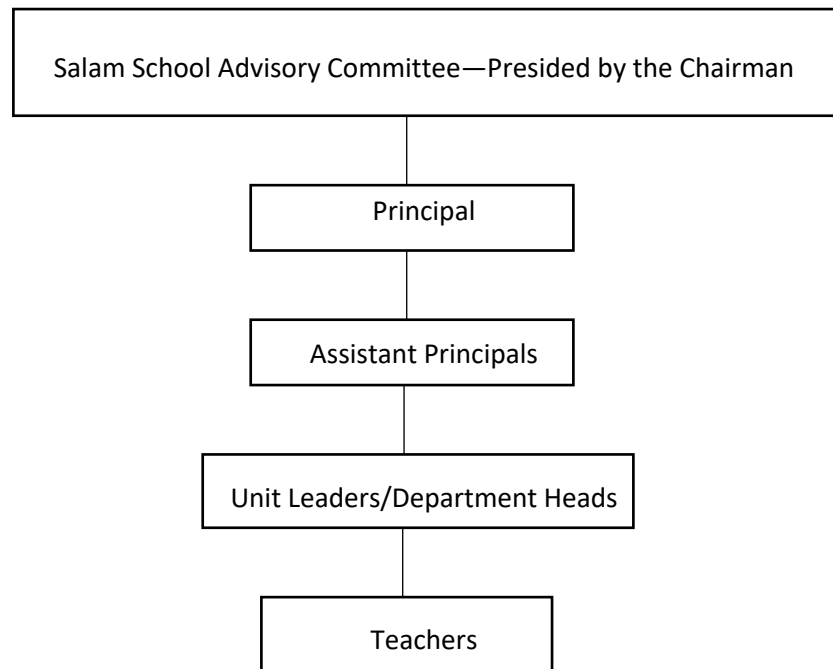 Salam School Advisory Committee—Presided by the Chairman
Principal
Assistant Principals
Unit Leaders/Department Heads
Teachers